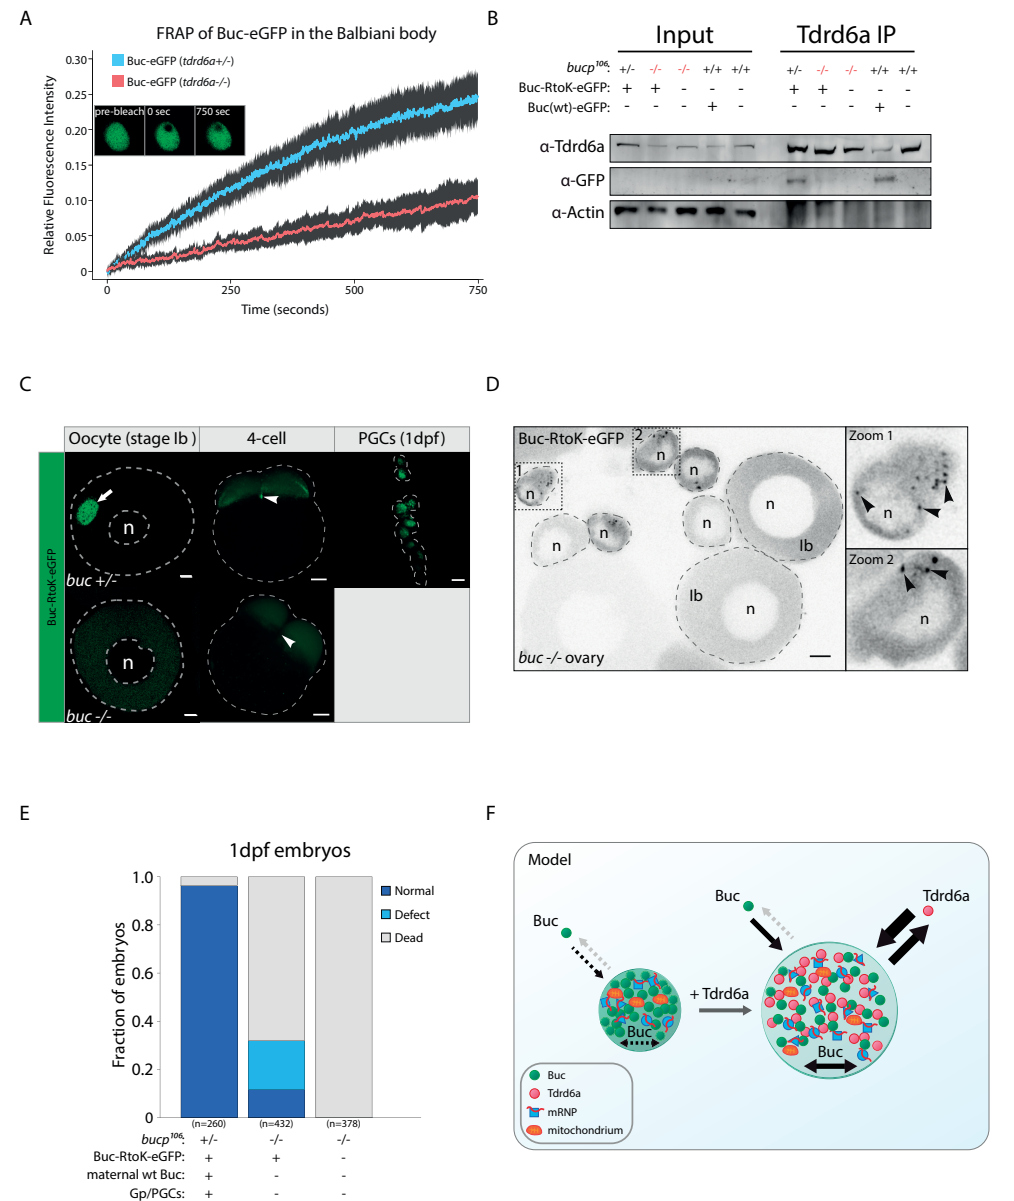 A
FRAP of Buc-eGFP in the Balbiani body
Relative Fluorescence Intensity
0.30
0.25
0.20
0.15
0.10
0.05
0
Buc-eGFP (tdrd6a+/-)
Buc-eGFP (tdrd6a-/-)
pre-bleach 0 sec 750 sec
0 250 500 750
Time (seconds)
B
Input Tdrd6a IP
bucp106: +/- -/- -/- +/+ +/+ +/- -/- -/- +/+ +/+
Buc-RtoK-eGFP: + + - - - + + - - -
Buc(wt)-eGFP: - - - + - - - - + -
α-Tdrd6a
α-GFP
α-Actin
C
Oocyte (stage Ib ) 4-cell PGCs (1dpf)
Buc-RtoK-eGFP
n
buc +/-
n
buc -/-
D
Buc-RtoK-eGFP
1
2
n
n
n
n
n
n
n
Ib
Ib
n
buc -/- ovary
Zoom 1
n
Zoom 2
n
E
1dpf embryos
Fraction of embryos
1.0
0.8
0.6
0.4
0.2
0
Normal
Defect
Dead
(n=260) (n=432) (n=378)
bucp106: +/- -/- -/-
Buc-RtoK-eGFP: + + -
maternal wt Buc: + - -
Gp/PGCs: + - -
F
Model
Buc
Buc
Tdrd6a
+ Tdrd6a
Buc
Buc
Buc
Tdrd6a
mRNP
mitochondrium